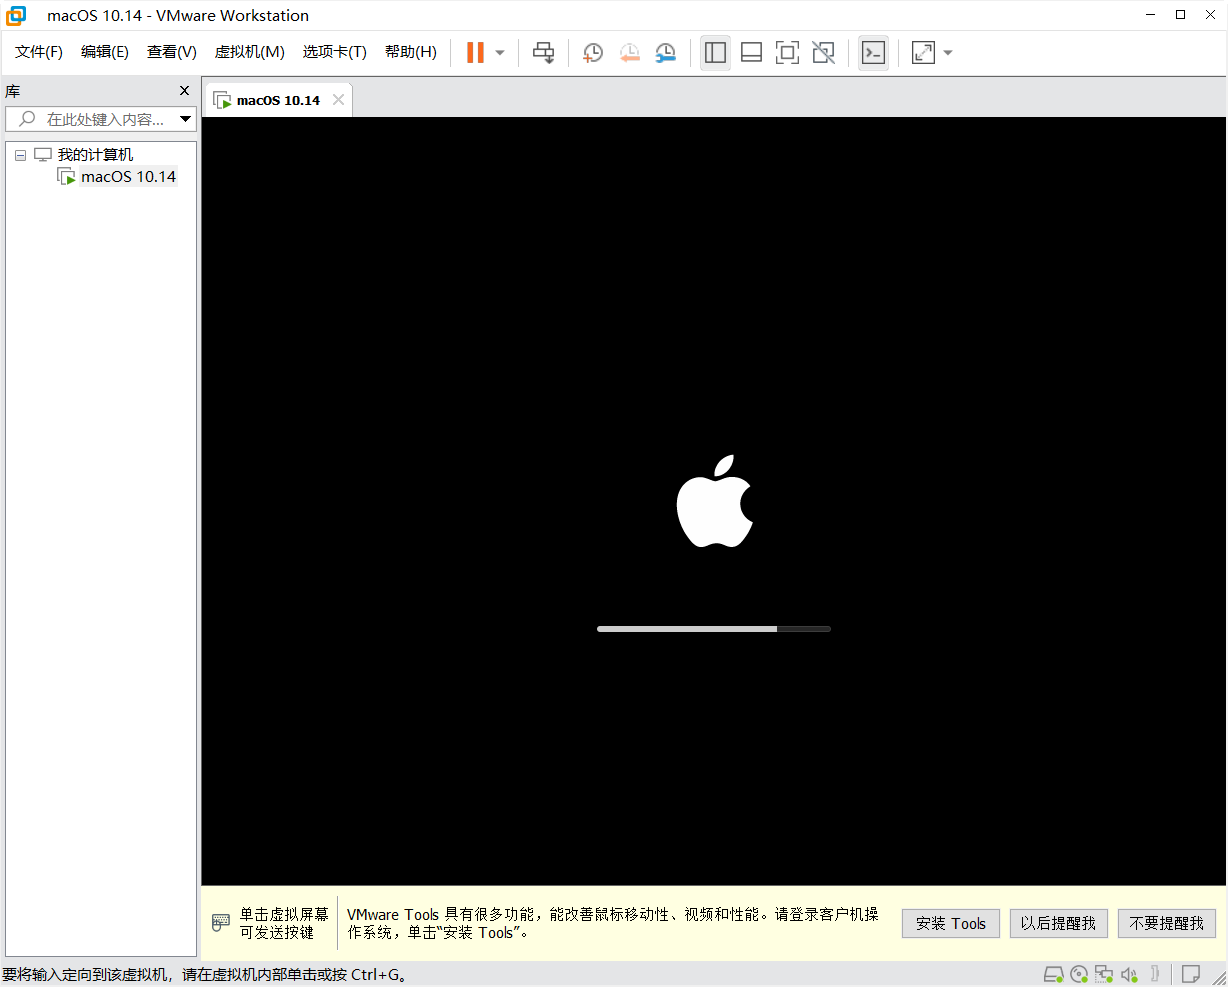 macOS 10.14 - VMware Workstation
文件(F) 编辑(E) 查看(V) 虚拟机(M) 选项卡(T) 帮助(H)
库
macOS 10.14
在此处键入内容...
我的计算机
macOS 10.14
单击虚拟屏幕
可发送按键
VMware Tools 具有很多功能，能改善鼠标移动性、视频和性能。请登录客户机操
作系统，单击“安装 Tools”。
安装 Tools
以后提醒我
不要提醒我
要将输入定向到该虚拟机，请在虚拟机内部单击或按 Ctrl+G。